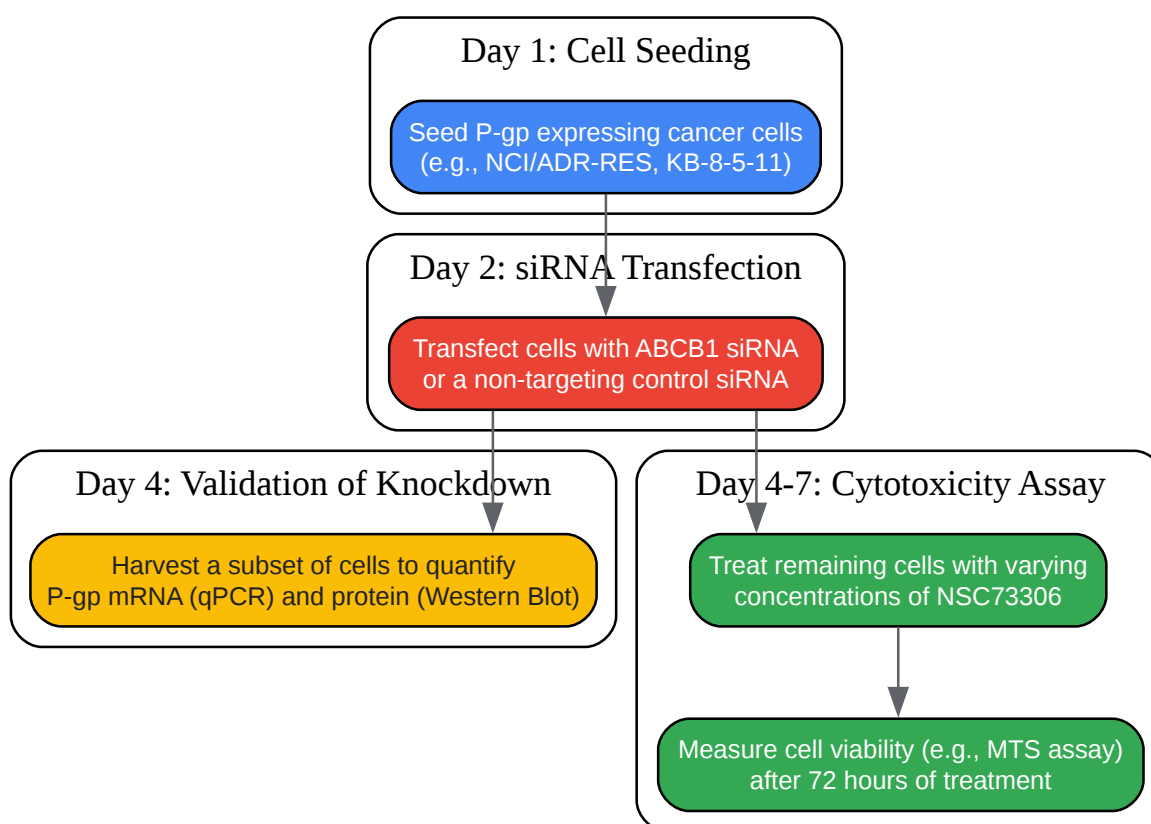 Day 1: Cell Seeding
Seed P-gp expressing cancer cells
(e.g., NCI/ADR-RES, KB-8-5-11)
Day 2: siRNA Transfection
Transfect cells with ABCB1 siRNA
or a non-targeting control siRNA
Day 4: Validation of Knockdown
Harvest a subset of cells to quantify
P-gp mRNA (qPCR) and protein (Western Blot)
Day 4-7: Cytotoxicity Assay
Treat remaining cells with varying
concentrations of NSC73306
Measure cell viability (e.g., MTS assay)
after 72 hours of treatment